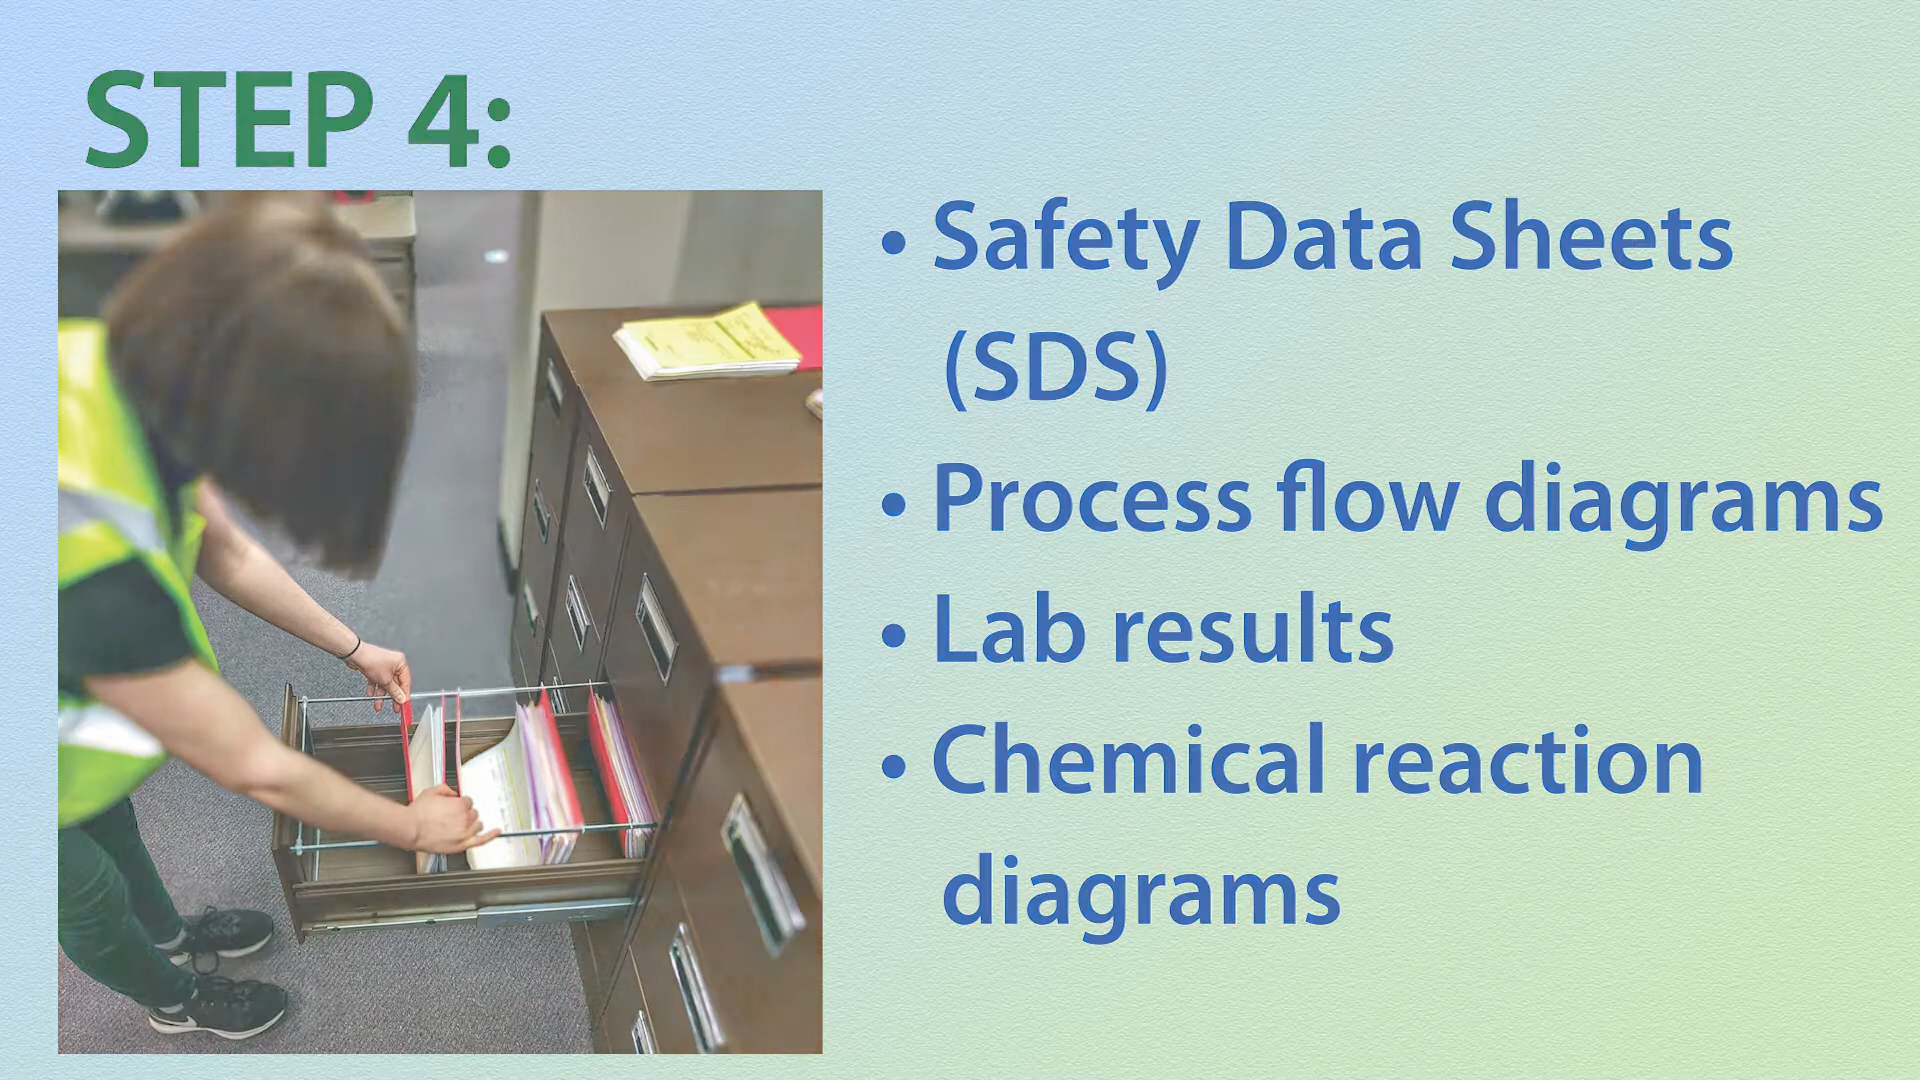 STEP 4:
• Safety Data Sheets
(SDS)
• Process flow diagrams
• Lab results
• Chemical reaction
diagrams